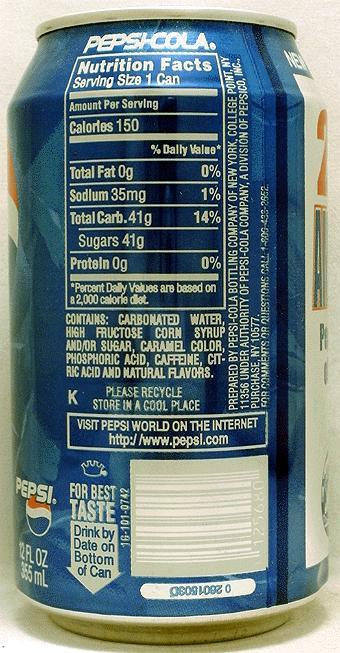 PEPSI-COLA.
Nutrition Facts
Serving Size 1 Can
Amount Per Serving
Calories 150
% Daily Value*
Total Fat 0g 0%
Sodium 35mg 1%
Total Carb. 41g 14%
Sugars 41g
Protein 0g 0%
*Percent Daily Values are based on
a 2,000 calorie diet.
CONTAINS: CARBONATED WATER,
HIGH FRUCTOSE CORN SYRUP
AND/OR SUGAR, CARAMEL COLOR,
PHOSPHORIC ACID, CAFFEINE, CIT-
RIC ACID AND NATURAL FLAVORS.
K
PLEASE RECYCLE
STORE IN A COOL PLACE
PREPARED BY PEPSI-COLA BOTTLING COMPANY OF NEW YORK, COLLEGE POINT, NY
11356 UNDER AUTHORITY OF PEPSI-COLA COMPANY, A DIVISION OF PEPSICO, INC.,
PURCHASE, NY 10577.
FOR COMMENTS OR QUESTIONS CALL 1-800-433-2652
VISIT PEPSI WORLD ON THE INTERNET
http://www.pepsi.com
PEPSI.
12 FL OZ
355 mL
FOR BEST
TASTE
Drink by
Date on
Bottom
of Can
16-101-0742
NEW